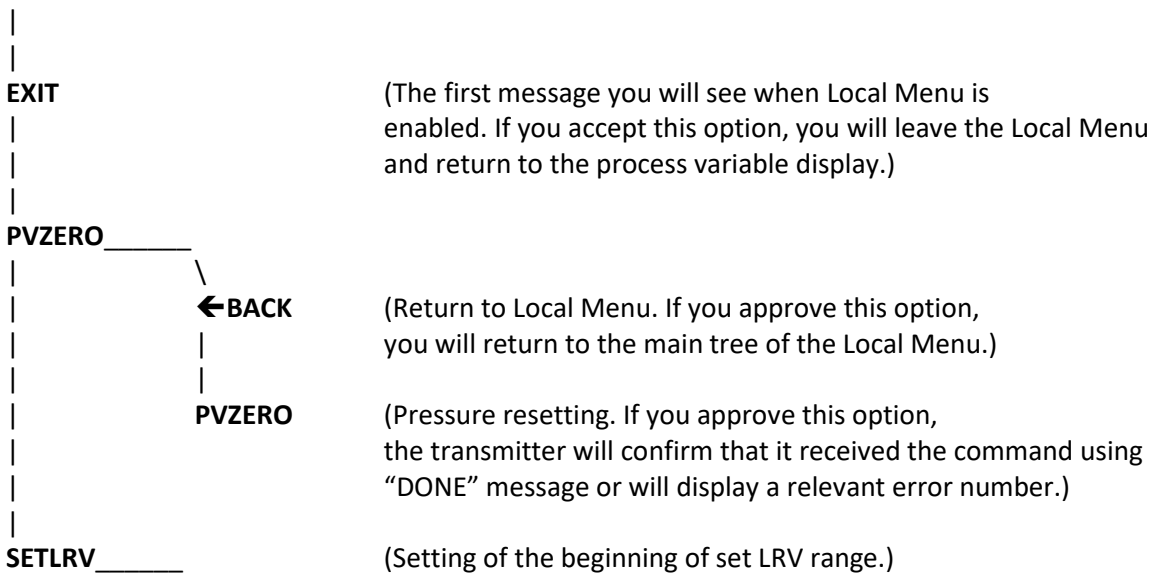 EXIT (The first message you will see when Local Menu is
enabled. If you accept this option, you will leave the Local Menu
and return to the process variable display.)
PVZERO______
←BACK (Return to Local Menu. If you approve this option,
you will return to the main tree of the Local Menu.)
PVZERO (Pressure resetting. If you approve this option,
the transmitter will confirm that it received the command using
“DONE” message or will display a relevant error number.)
SETLRV______ (Setting of the beginning of set LRV range.)